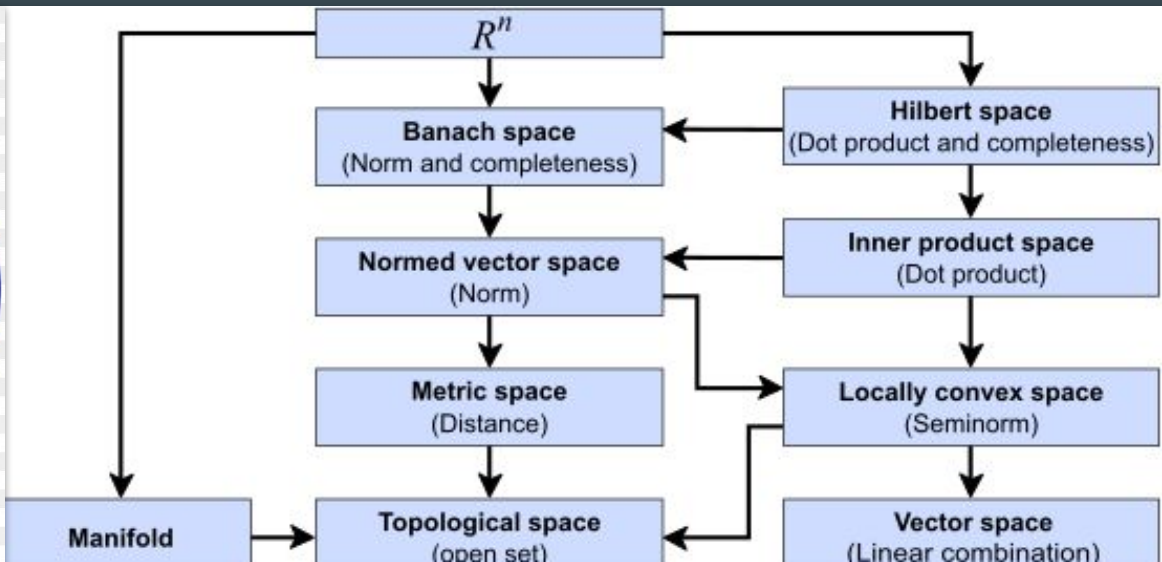 Rⁿ
Hilbert space
(Dot product and completeness)
Banach space
(Norm and completeness)
Inner product space
(Dot product)
Normed vector space
(Norm)
Metric space
(Distance)
Locally convex space
(Seminorm)
Manifold
Topological space
(open set)
Vector space
(Linear combination)